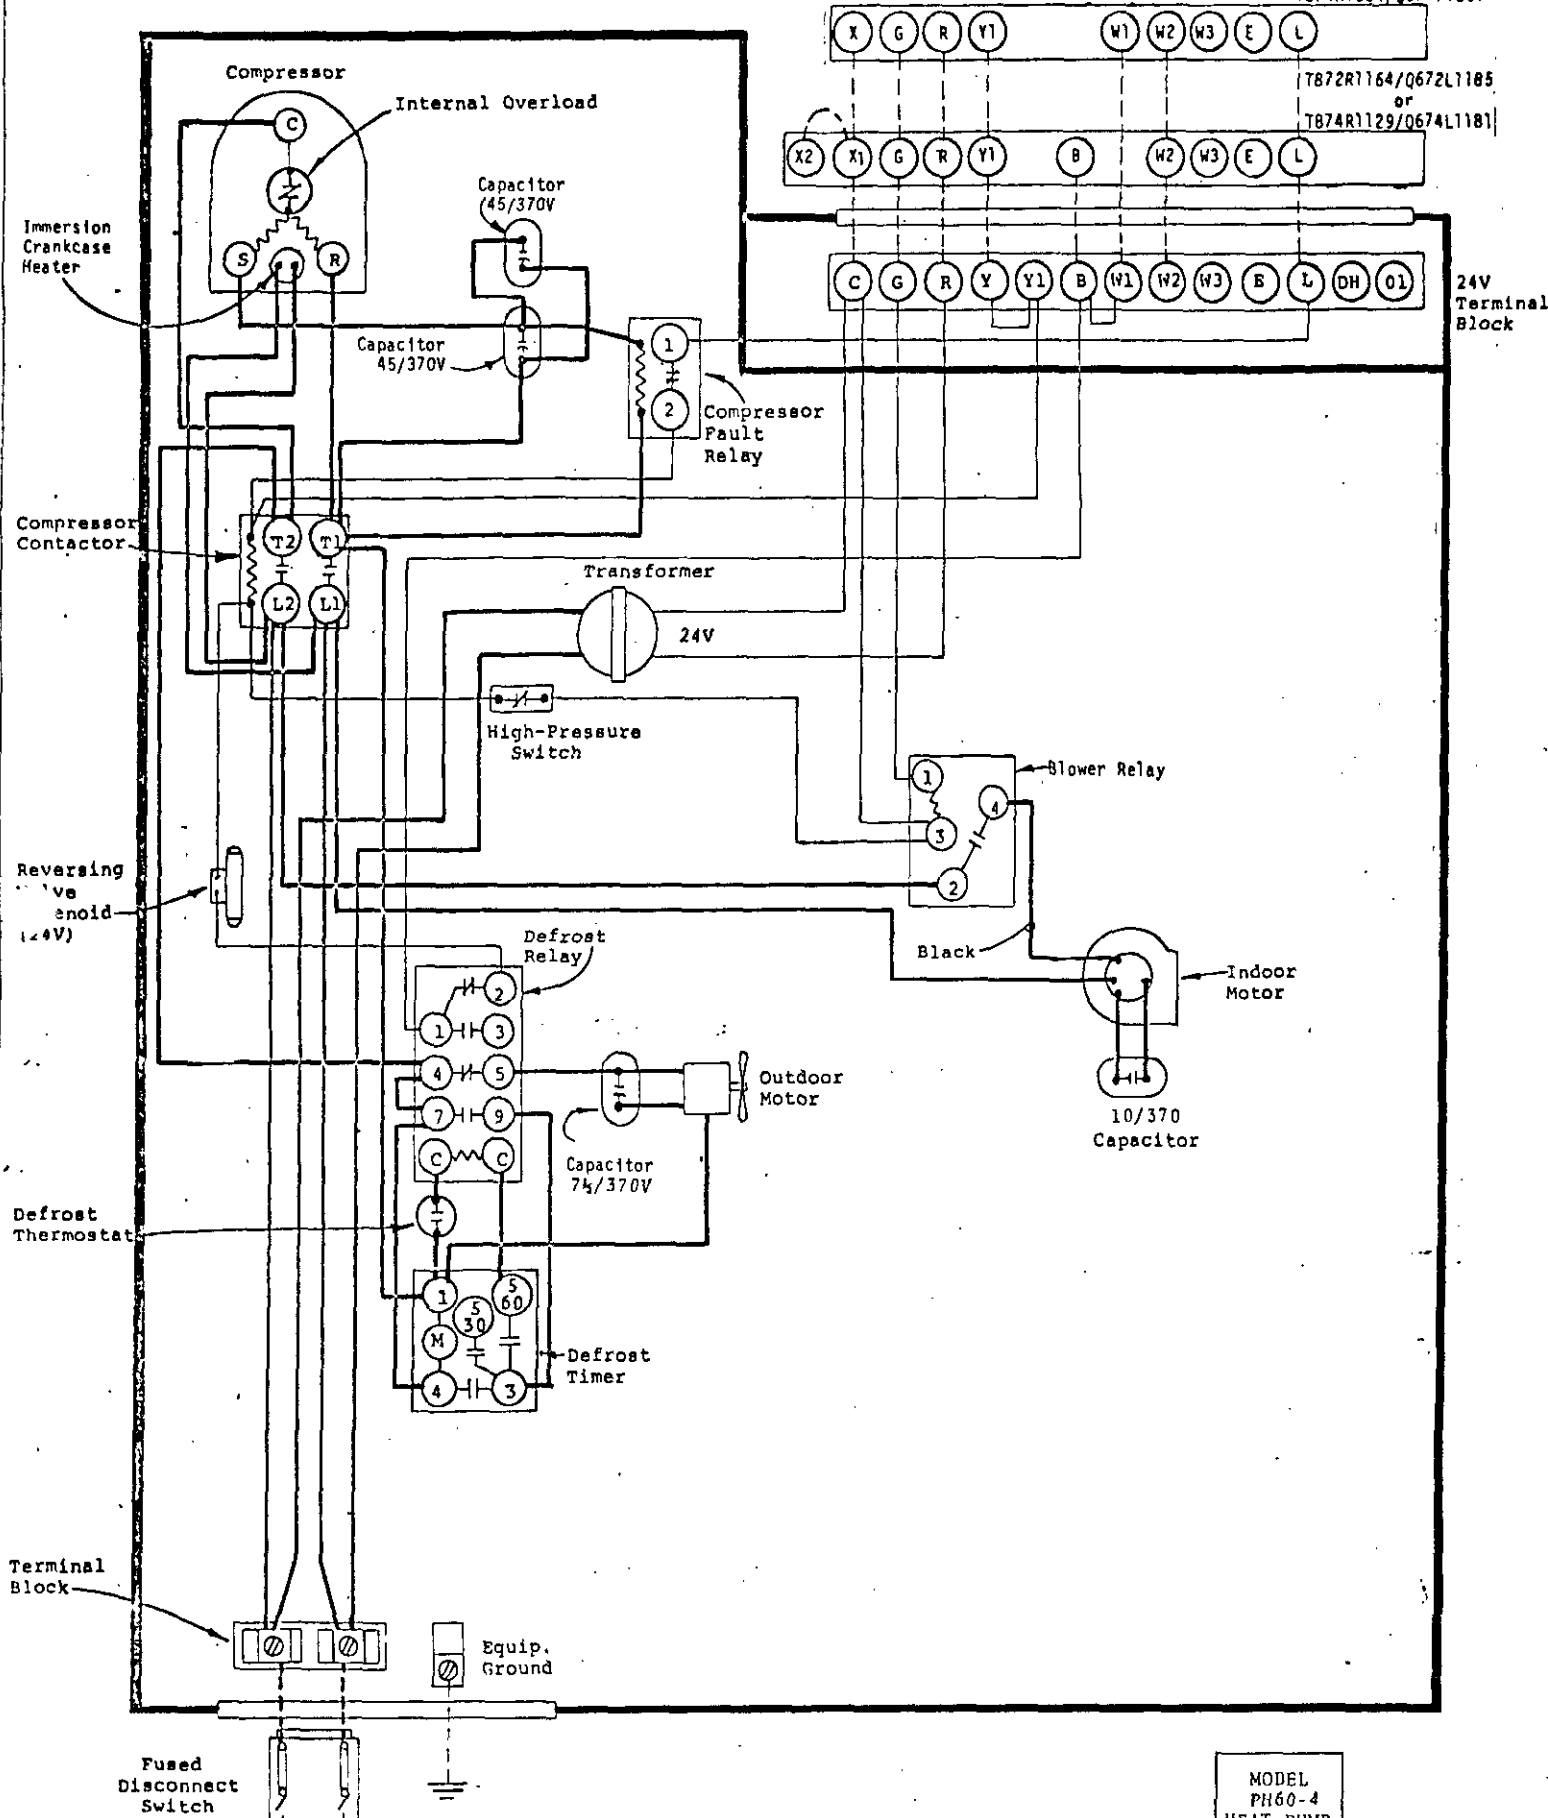 X G R Y1 W1 W2 W3 E L
T872R1164/Q672L1185
or
T874R1129/Q674L1181
X2 X1 G R Y1 B W2 W3 E L
C G R Y Y1 B W1 W2 W3 E L DH O1
24V
Terminal
Block
Compressor
Internal Overload
C
S R
Immersion
Crankcase
Heater
Capacitor
45/370V
Capacitor
45/370V
1
2
Compressor
Fault
Relay
Compressor
Contactor
T2 T1
L2 L1
Transformer
24V
High-Pressure
Switch
1
4
3
2
Blower Relay
Reversing
(24V)
Black
Indoor
Motor
10/370
Capacitor
Defrost
Relay
2
1 3
4 5
7 9
C C
Outdoor
Motor
Capacitor
7½/370V
Defrost
Thermostat
1
5
30
5
60
M
4 3
Defrost
Timer
Terminal
Block
Equip.
Ground
Fused
Disconnect
Switch
MODEL
PH60-4
HEAT PUMP